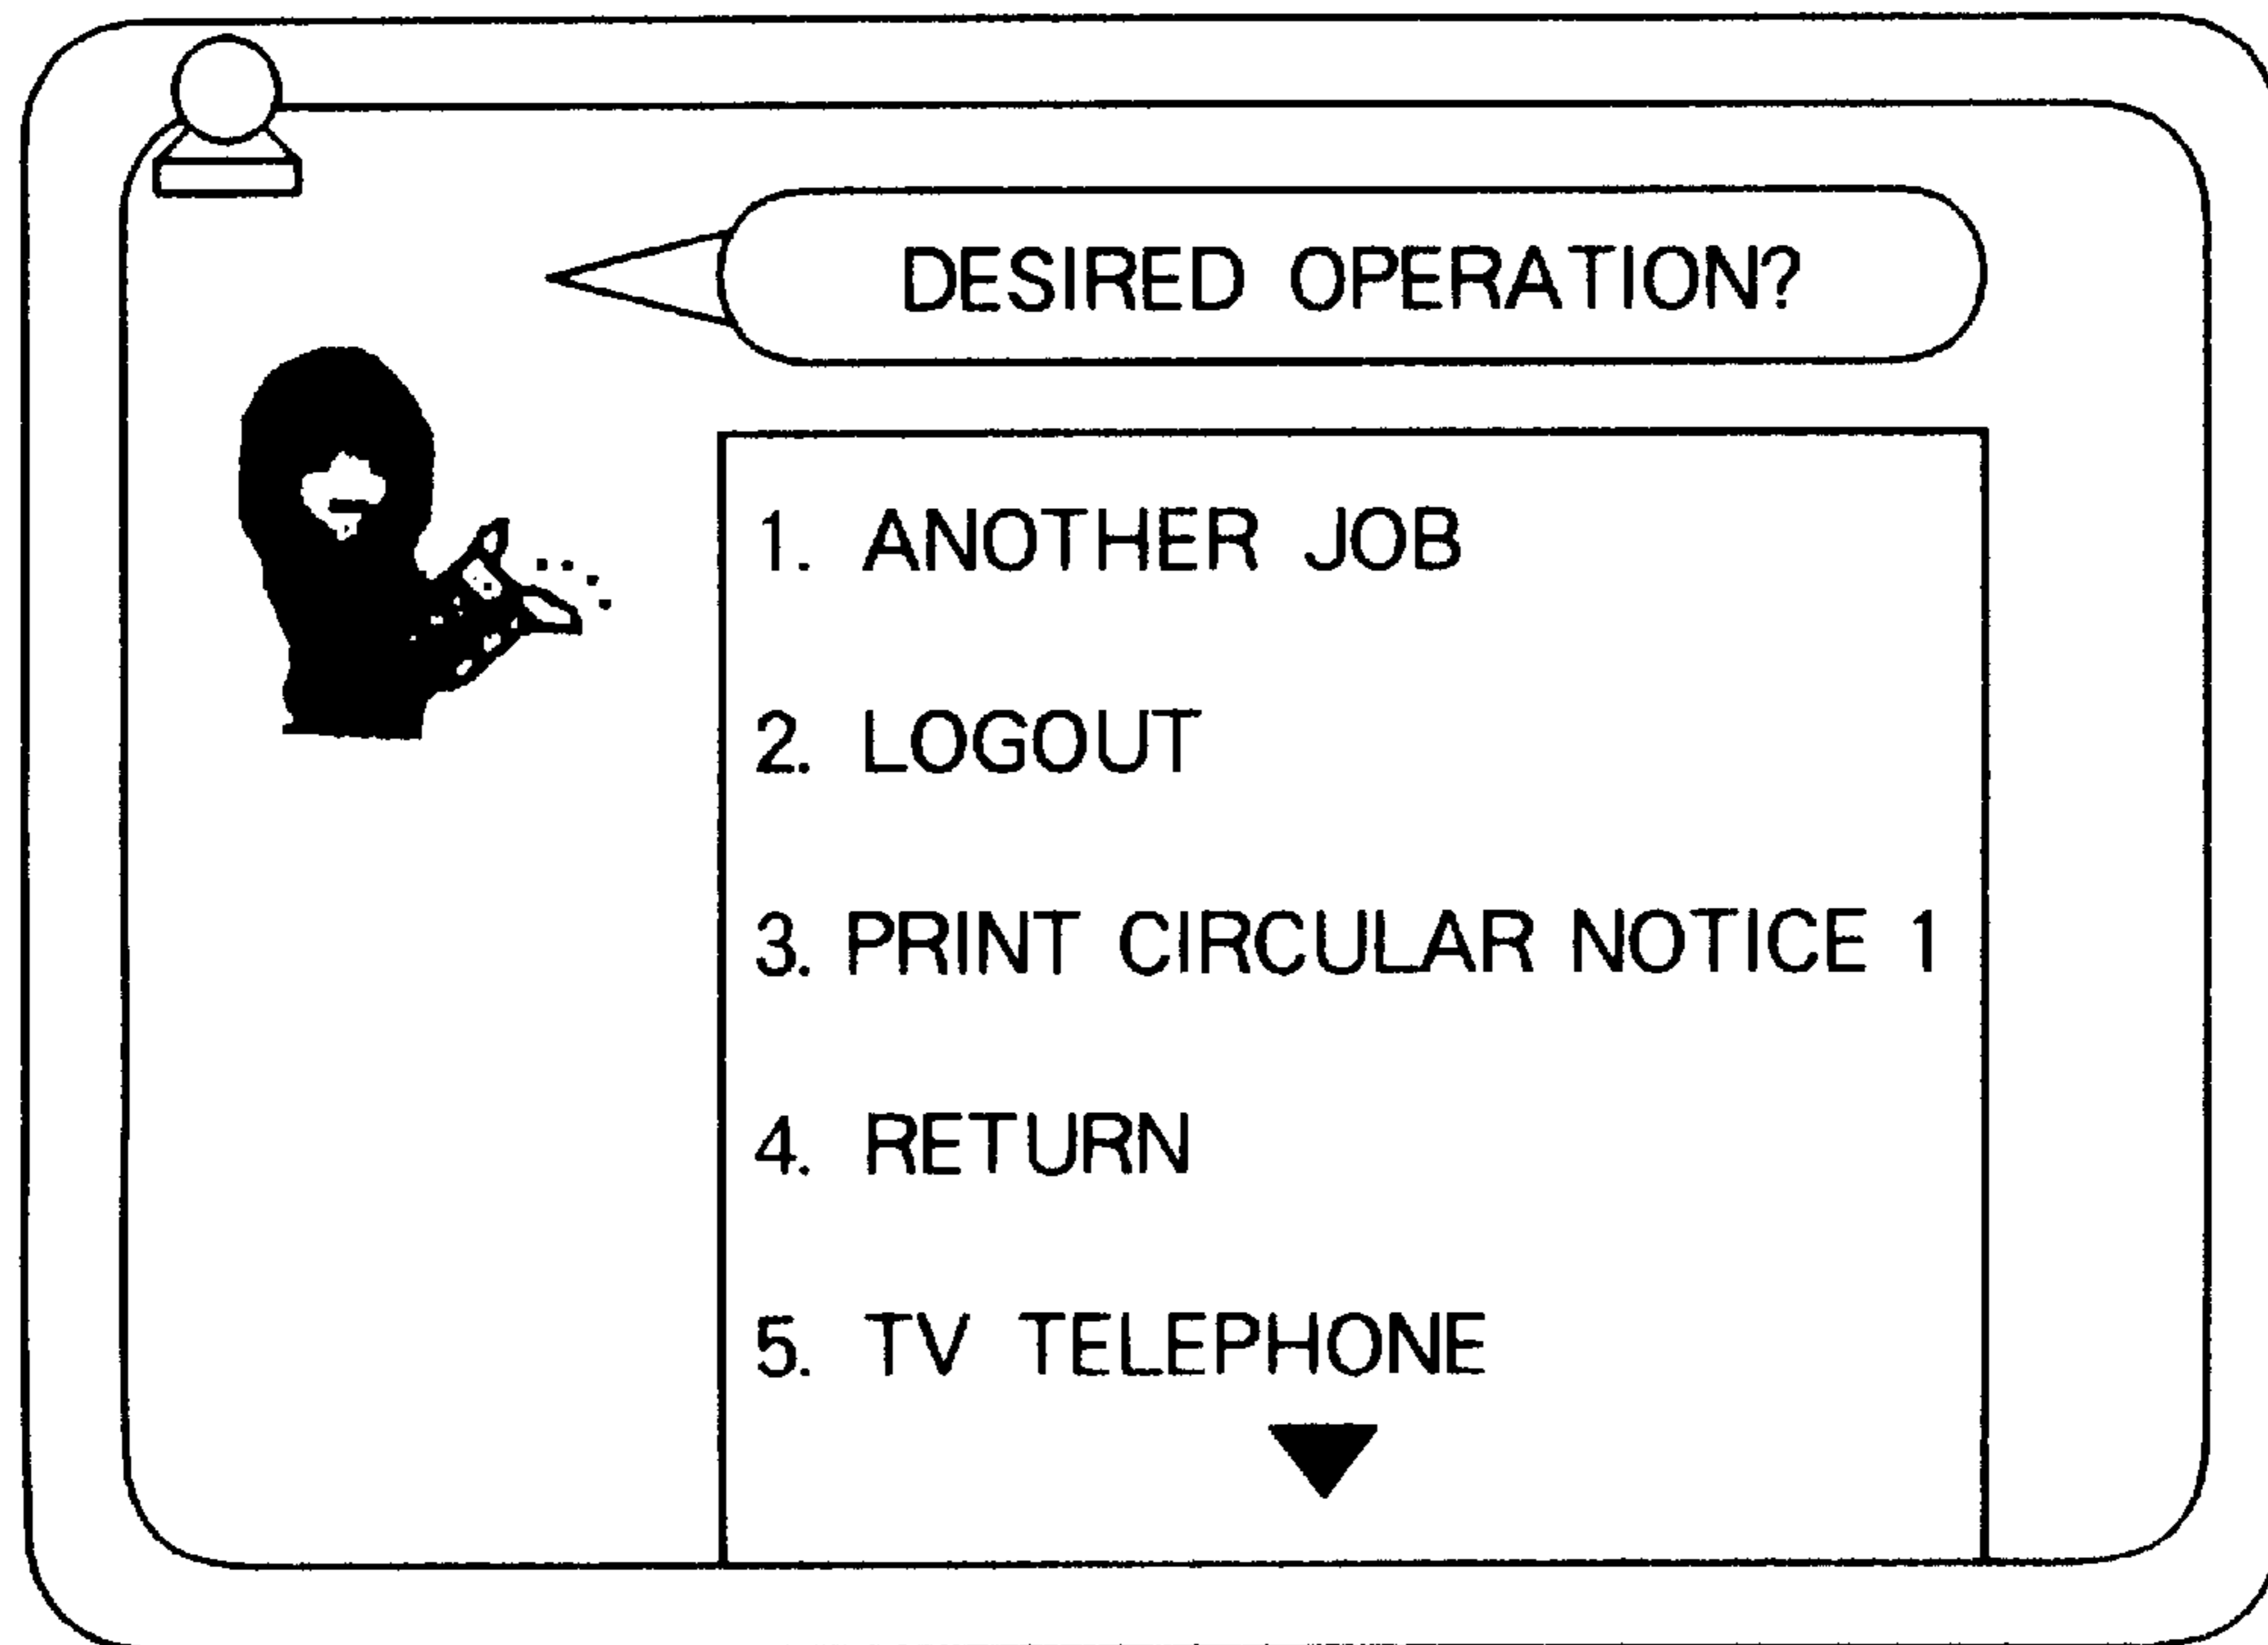 DESIRED OPERATION?
1. ANOTHER JOB
2. LOGOUT
3. PRINT CIRCULAR NOTICE 1
4. RETURN
5. TV TELEPHONE